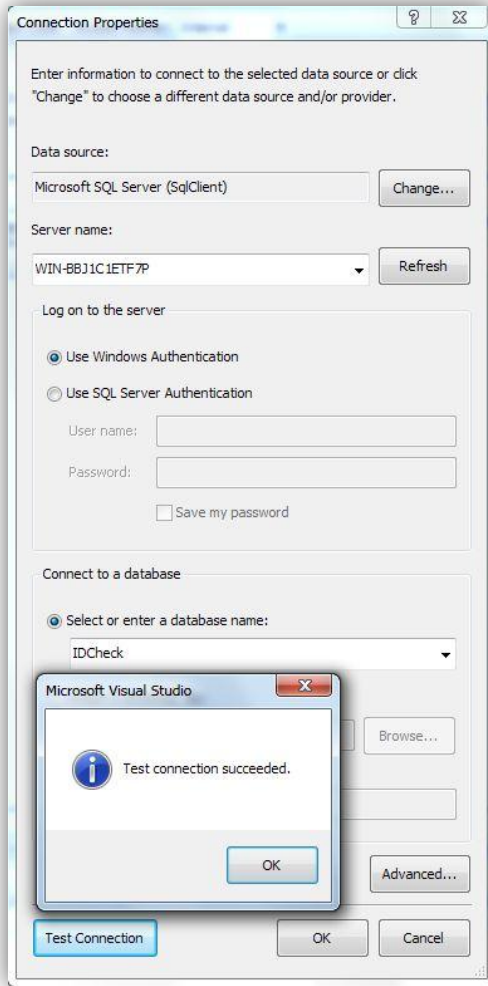 Connection Properties
Enter information to connect to the selected data source or click
"Change" to choose a different data source and/or provider.
Data source:
Microsoft SQL Server (SqlClient)
Change...
Server name:
WIN-BBJ1C1ETF7P
Refresh
Log on to the server
Use Windows Authentication
Use SQL Server Authentication
User name:
Password:
Save my password
Connect to a database
Select or enter a database name:
IDCheck
Microsoft Visual Studio
Browse...
Test connection succeeded.
OK
Advanced...
Test Connection
OK
Cancel